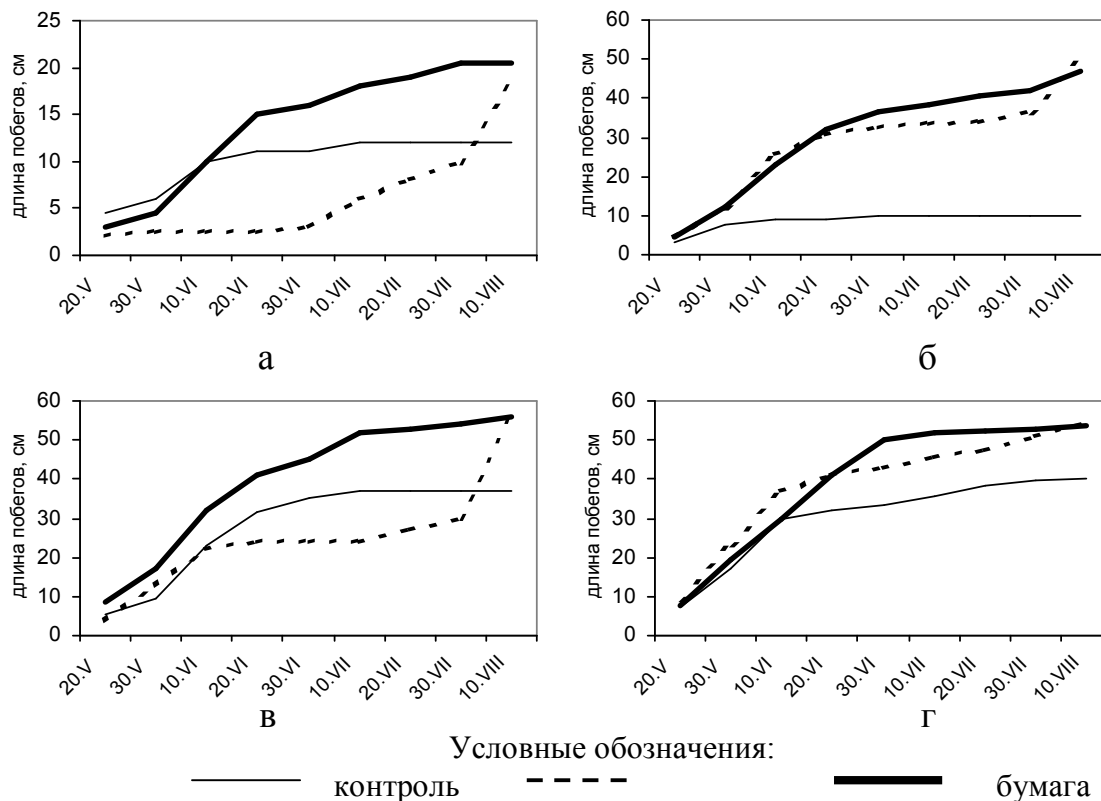 длина побегов, см
25
20
15
10
5
0
20.V 30.V 10.VI 20.VI 30.VI 10.VII 20.VII 30.VII 10.VIII
а
длина побегов, см
60
50
40
30
20
10
0
20.V 30.V 10.VI 20.VI 30.VI 10.VII 20.VII 30.VII 10.VIII
б
длина побегов, см
60
50
40
30
20
10
0
20.V 30.V 10.VI 20.VI 30.VI 10.VII 20.VII 30.VII 10.VIII
в
длина побегов, см
60
50
40
30
20
10
0
20.V 30.V 10.VI 20.VI 30.VI 10.VII 20.VII 30.VII 10.VIII
г
Условные обозначения:
контроль бумага